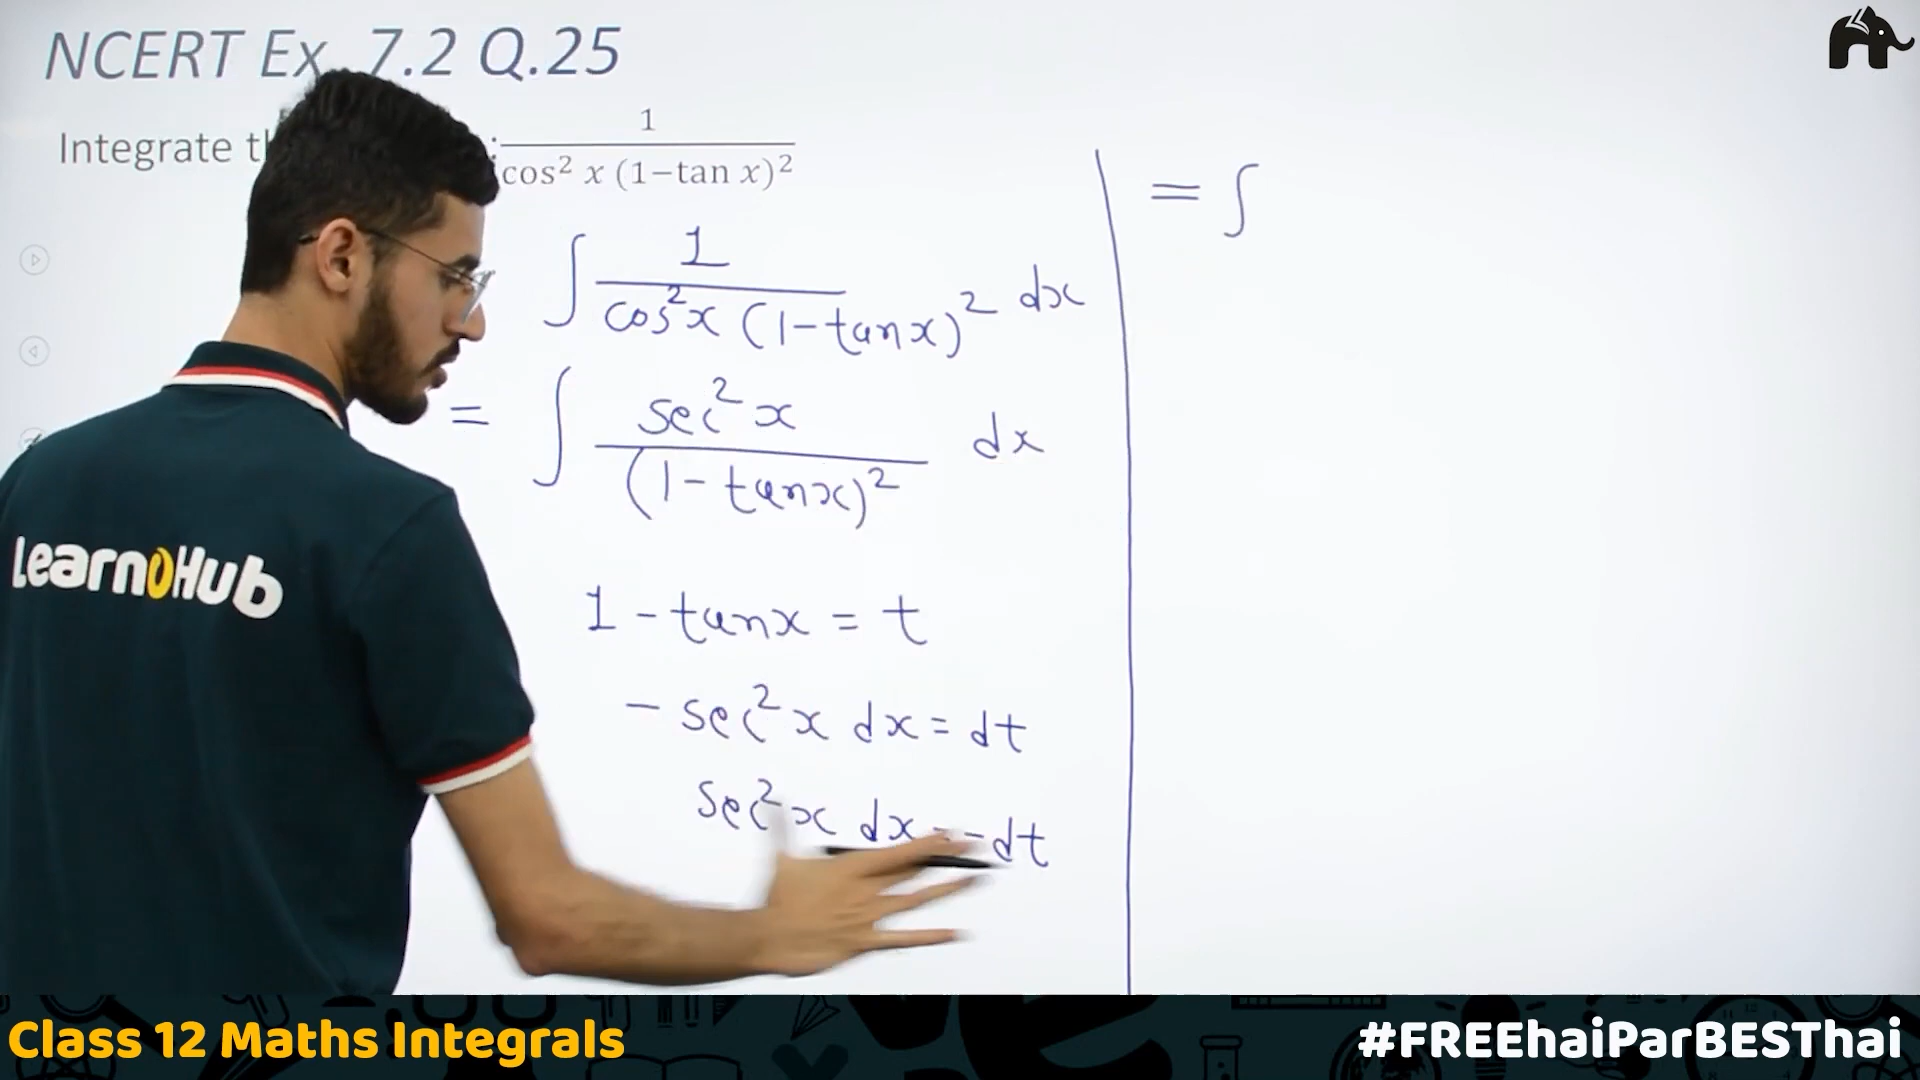 NCERT Ex 7.2 Q.25
Integrate
1
cos² x (1−tan x)²
∫ 1 / cos²x (1-tanx)² dx
= ∫ sec²x / (1-tanx)² dx
1 - tanx = t
- sec²x dx = dt
sec²x dx = -dt
= ∫
LearnoHub
Class 12 Maths Integrals
#FREEhaiParBESThai